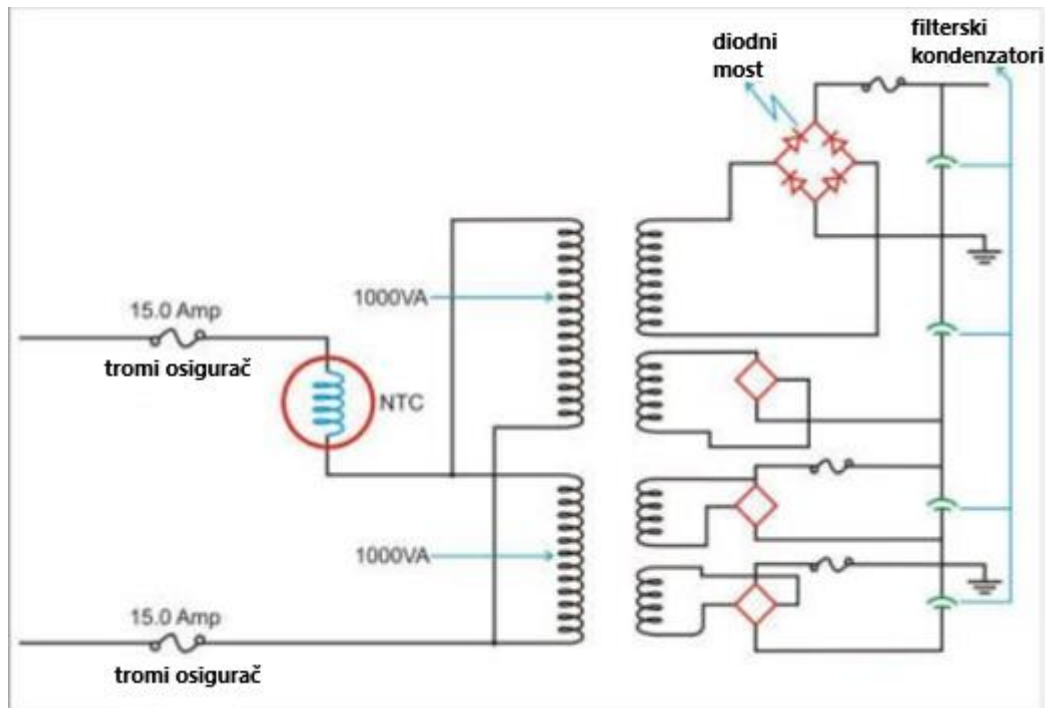 diodni
most
filterski
kondenzatori
1000VA
15.0 Amp
tromi osigurač
NTC
1000VA
15.0 Amp
tromi osigurač